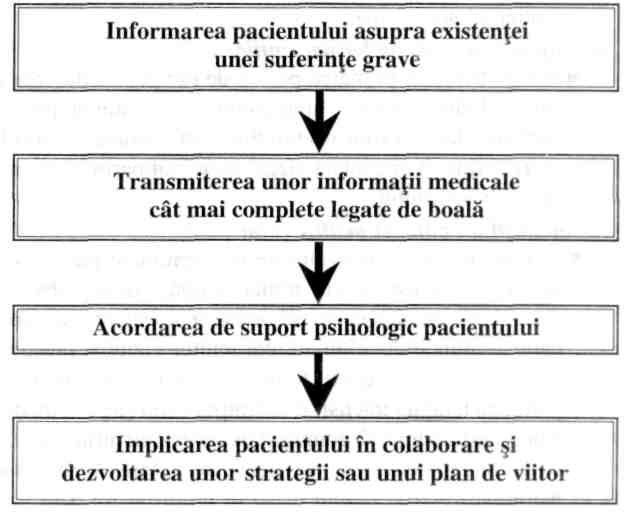 Informarea pacientului asupra existenţei
unei suferinţe grave
Transmiterea unor informaţii medicale
cât mai complete legate de boală
Acordarea de suport psihologic pacientului
Implicarea pacientului în colaborare şi
dezvoltarea unor strategii sau unui plan de viitor